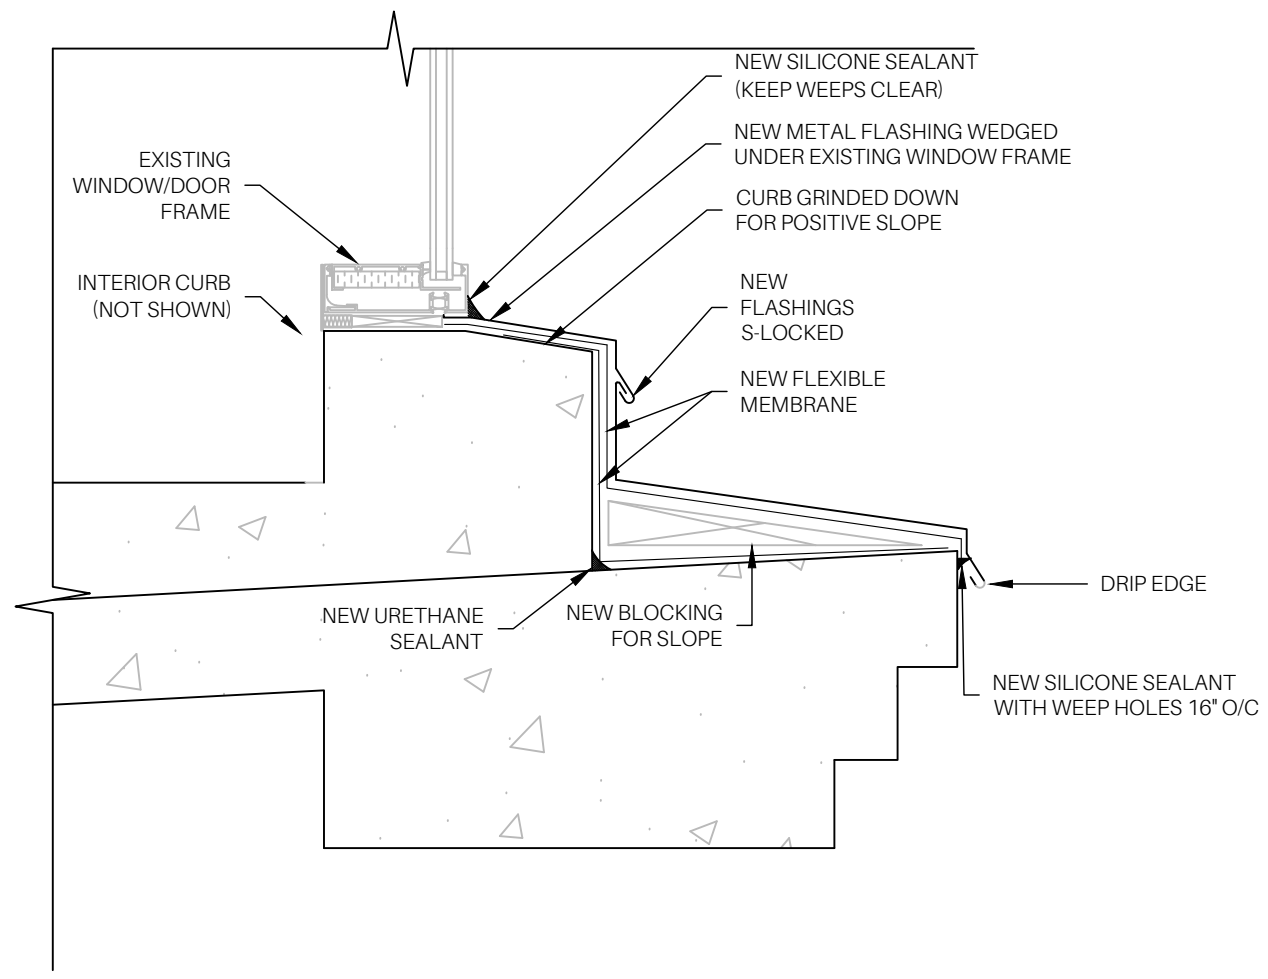 NEW SILICONE SEALANT
(KEEP WEEPS CLEAR)
NEW METAL FLASHING WEDGED
UNDER EXISTING WINDOW FRAME
EXISTING
WINDOW/DOOR
FRAME
CURB GRINDED DOWN
FOR POSITIVE SLOPE
INTERIOR CURB
(NOT SHOWN)
NEW
FLASHINGS
S-LOCKED
NEW FLEXIBLE
MEMBRANE
DRIP EDGE
NEW URETHANE
SEALANT
NEW BLOCKING
FOR SLOPE
NEW SILICONE SEALANT
WITH WEEP HOLES 16" O/C